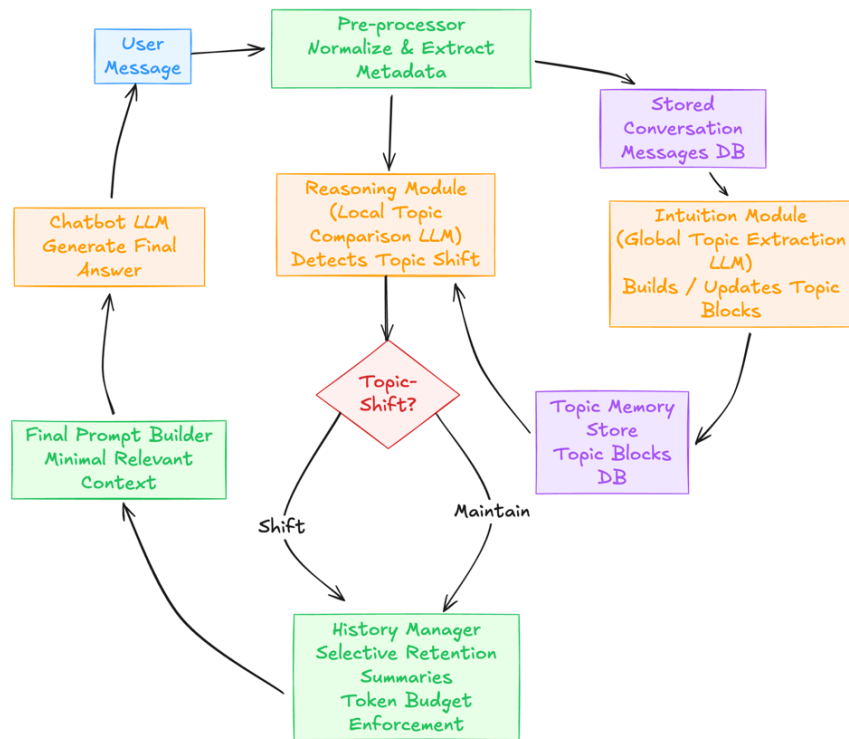 User
Message
Pre-processor
Normalize & Extract
Metadata
Stored
Conversation
Messages DB
Reasoning Module
(Local Topic
Comparison LLM)
Detects Topic Shift
Intuition Module
(Global Topic Extraction
LLM)
Builds / Updates Topic
Blocks
Chatbot LLM
Generate Final
Answer
Topic-
Shift?
Topic Memory
Store
Topic Blocks
DB
Final Prompt Builder
Minimal Relevant
Context
Shift
Maintain
History Manager
Selective Retention
Summaries
Token Budget
Enforcement